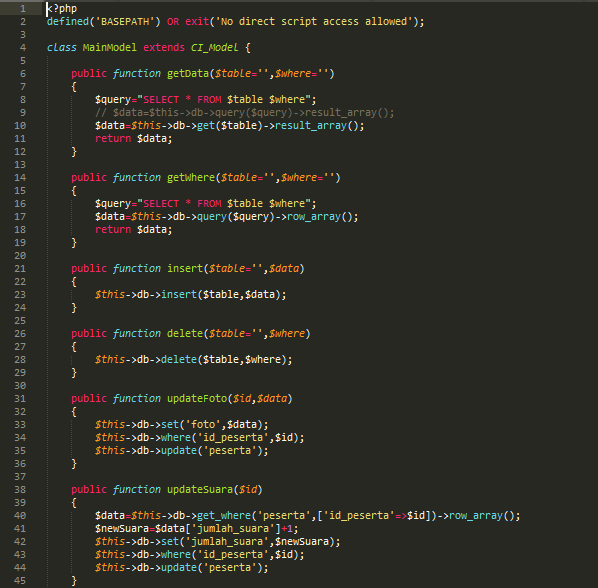 1 <?php
2 defined('BASEPATH') OR exit('No direct script access allowed');
3
4 class MainModel extends CI_Model {
5
6     public function getData($table='',$where='')
7     {
8         $query="SELECT * FROM $table $where";
9         // $data=$this->db->query($query)->result_array();
10         $data=$this->db->get($table)->result_array();
11         return $data;
12     }
13
14     public function getWhere($table='',$where='')
15     {
16         $query="SELECT * FROM $table $where";
17         $data=$this->db->query($query)->row_array();
18         return $data;
19     }
20
21     public function insert($table='',$data)
22     {
23         $this->db->insert($table,$data);
24     }
25
26     public function delete($table='',$where)
27     {
28         $this->db->delete($table,$where);
29     }
30
31     public function updateFoto($id,$data)
32     {
33         $this->db->set('foto',$data);
34         $this->db->where('id_peserta',$id);
35         $this->db->update('peserta');
36     }
37
38     public function updateSuara($id)
39     {
40         $data=$this->db->get_where('peserta',['id_peserta'=>$id])->row_array();
41         $newSuara=$data['jumlah_suara']+1;
42         $this->db->set('jumlah_suara',$newSuara);
43         $this->db->where('id_peserta',$id);
44         $this->db->update('peserta');
45     }